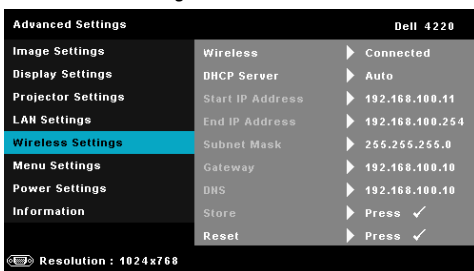 Advanced Settings Dell 4220
Image Settings Wireless Connected
Display Settings DHCP Server Auto
Projector Settings Start IP Address 192.168.100.11
LAN Settings End IP Address 192.168.100.254
Wireless Settings Subnet Mask 255.255.255.0
Menu Settings Gateway 192.168.100.10
Power Settings DNS 192.168.100.10
Information Store Press ✓
Reset Press ✓
Resolution : 1024x768